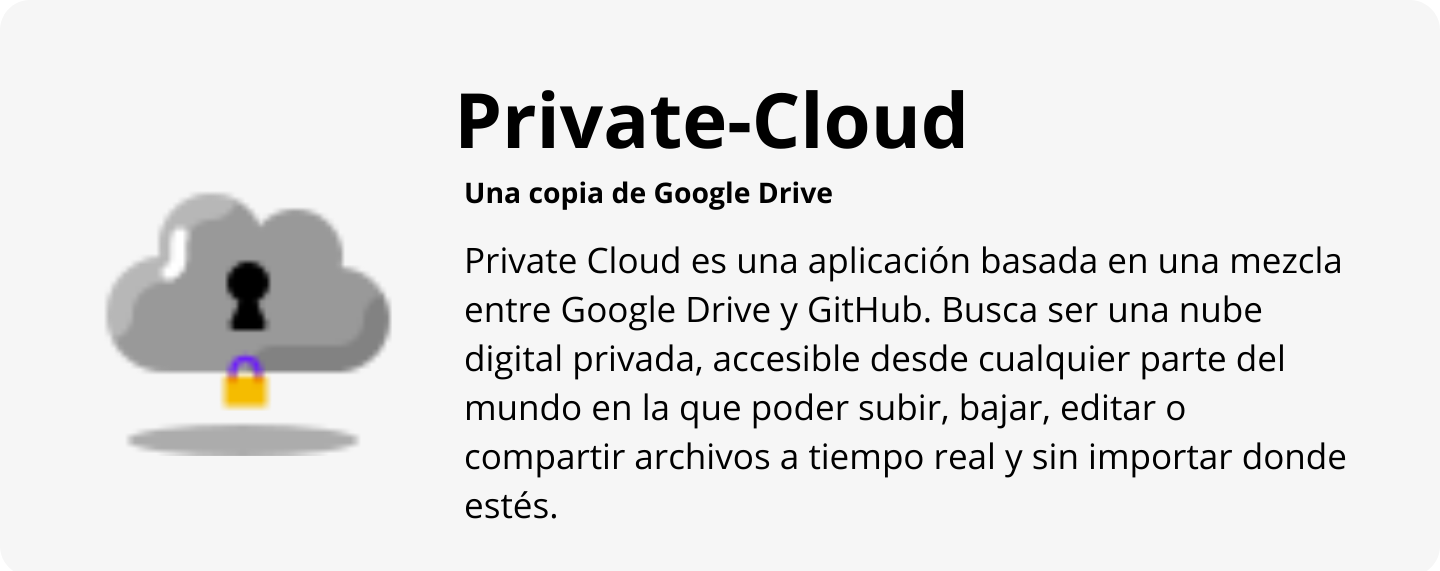 Private-Cloud
Una copia de Google Drive
Private Cloud es una aplicación basada en una mezcla
entre Google Drive y GitHub. Busca ser una nube
digital privada, accesible desde cualquier parte del
mundo en la que poder subir, bajar, editar o
compartir archivos a tiempo real y sin importar donde
estés.